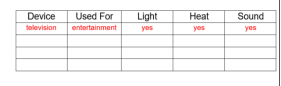 Device Used For Light Heat Sound
television entertainment yes yes yes